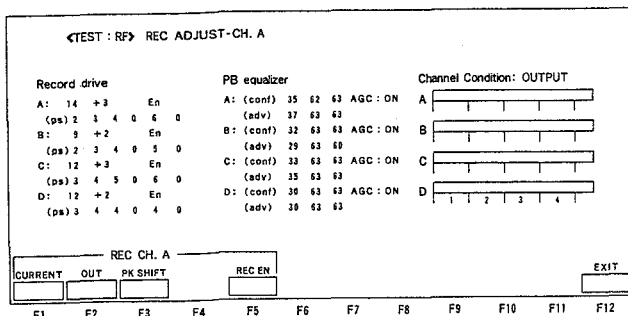 <TEST : RF> REC ADJUST-CH. A
Record drive
A: 14 +3 En
(ps) 2 3 4 0 6 0
B: 9 +2 En
(ps) 2 3 4 0 5 0
C: 12 +3 En
(ps) 3 4 5 0 6 0
D: 12 +2 En
(ps) 3 4 4 0 4 0
PB equalizer
A: (conf) 35 62 63 AGC : ON
(adv) 37 63 63
B: (conf) 32 63 63 AGC : ON
(adv) 29 63 60
C: (conf) 33 63 63 AGC : ON
(adv) 35 63 63
D: (conf) 30 63 63 AGC : ON
(adv) 30 63 63
Channel Condition: OUTPUT
A
B
C
D
1 2 3 4
REC CH. A
CURRENT OUT PK SHIFT REC EN EXIT
F1 F2 F3 F4 F5 F6 F7 F8 F9 F10 F11 F12